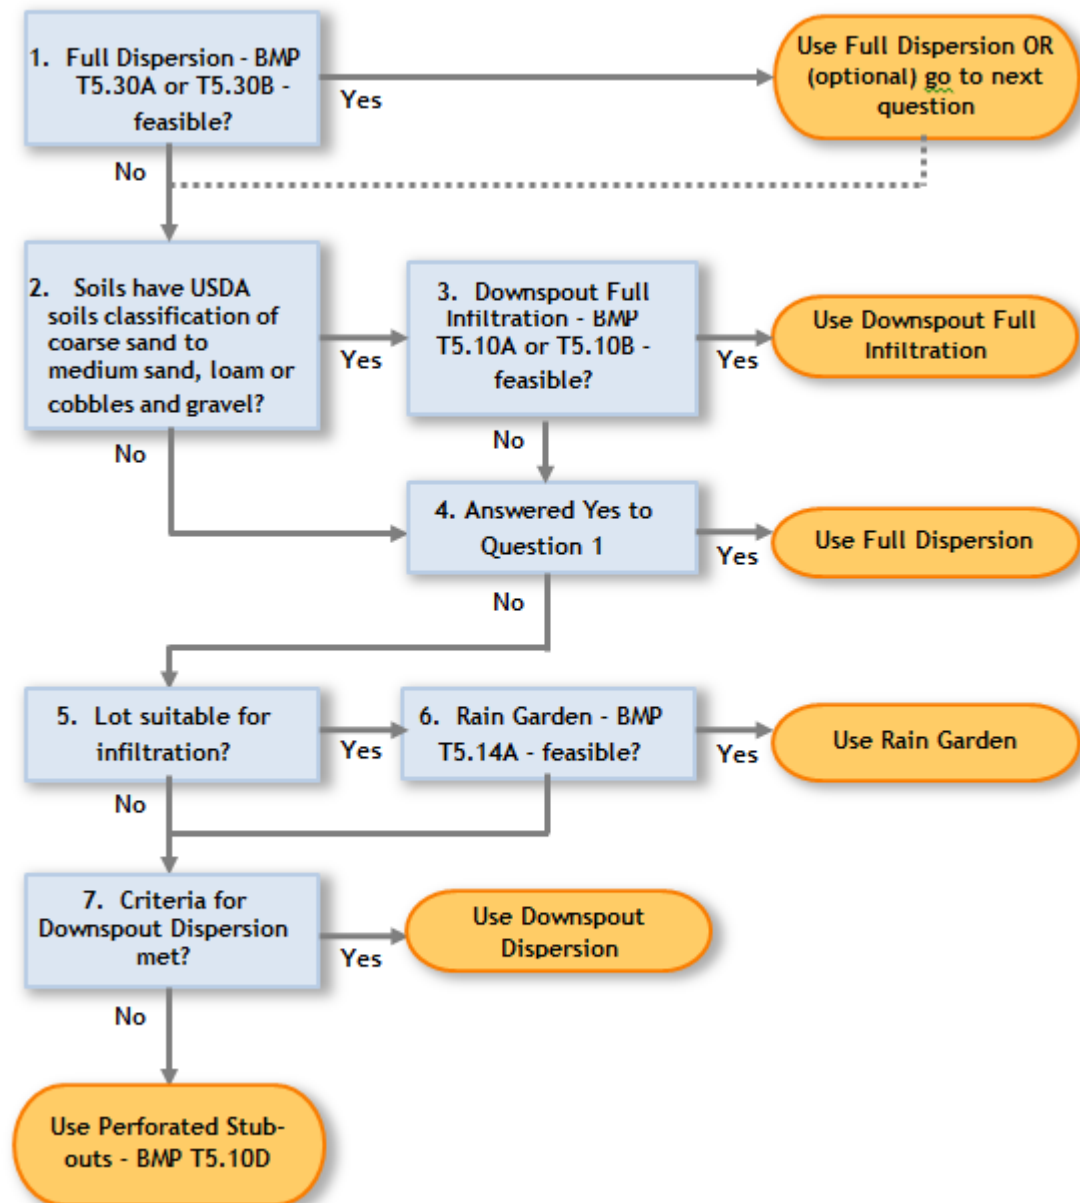 1. Full Dispersion - BMP
T5.30A or T5.30B -
feasible?
Yes
Use Full Dispersion OR
(optional) go to next
question
No
2. Soils have USDA
soils classification of
coarse sand to
medium sand, loam or
cobbles and gravel?
Yes
3. Downspout Full
Infiltration - BMP
T5.10A or T5.10B -
feasible?
Yes
Use Downspout Full
Infiltration
No
No
4. Answered Yes to
Question 1
Yes
Use Full Dispersion
No
5. Lot suitable for
infiltration?
Yes
6. Rain Garden - BMP
T5.14A - feasible?
Yes
Use Rain Garden
No
7. Criteria for
Downspout Dispersion
met?
Yes
Use Downspout
Dispersion
No
Use Perforated Stub-
outs - BMP T5.10D